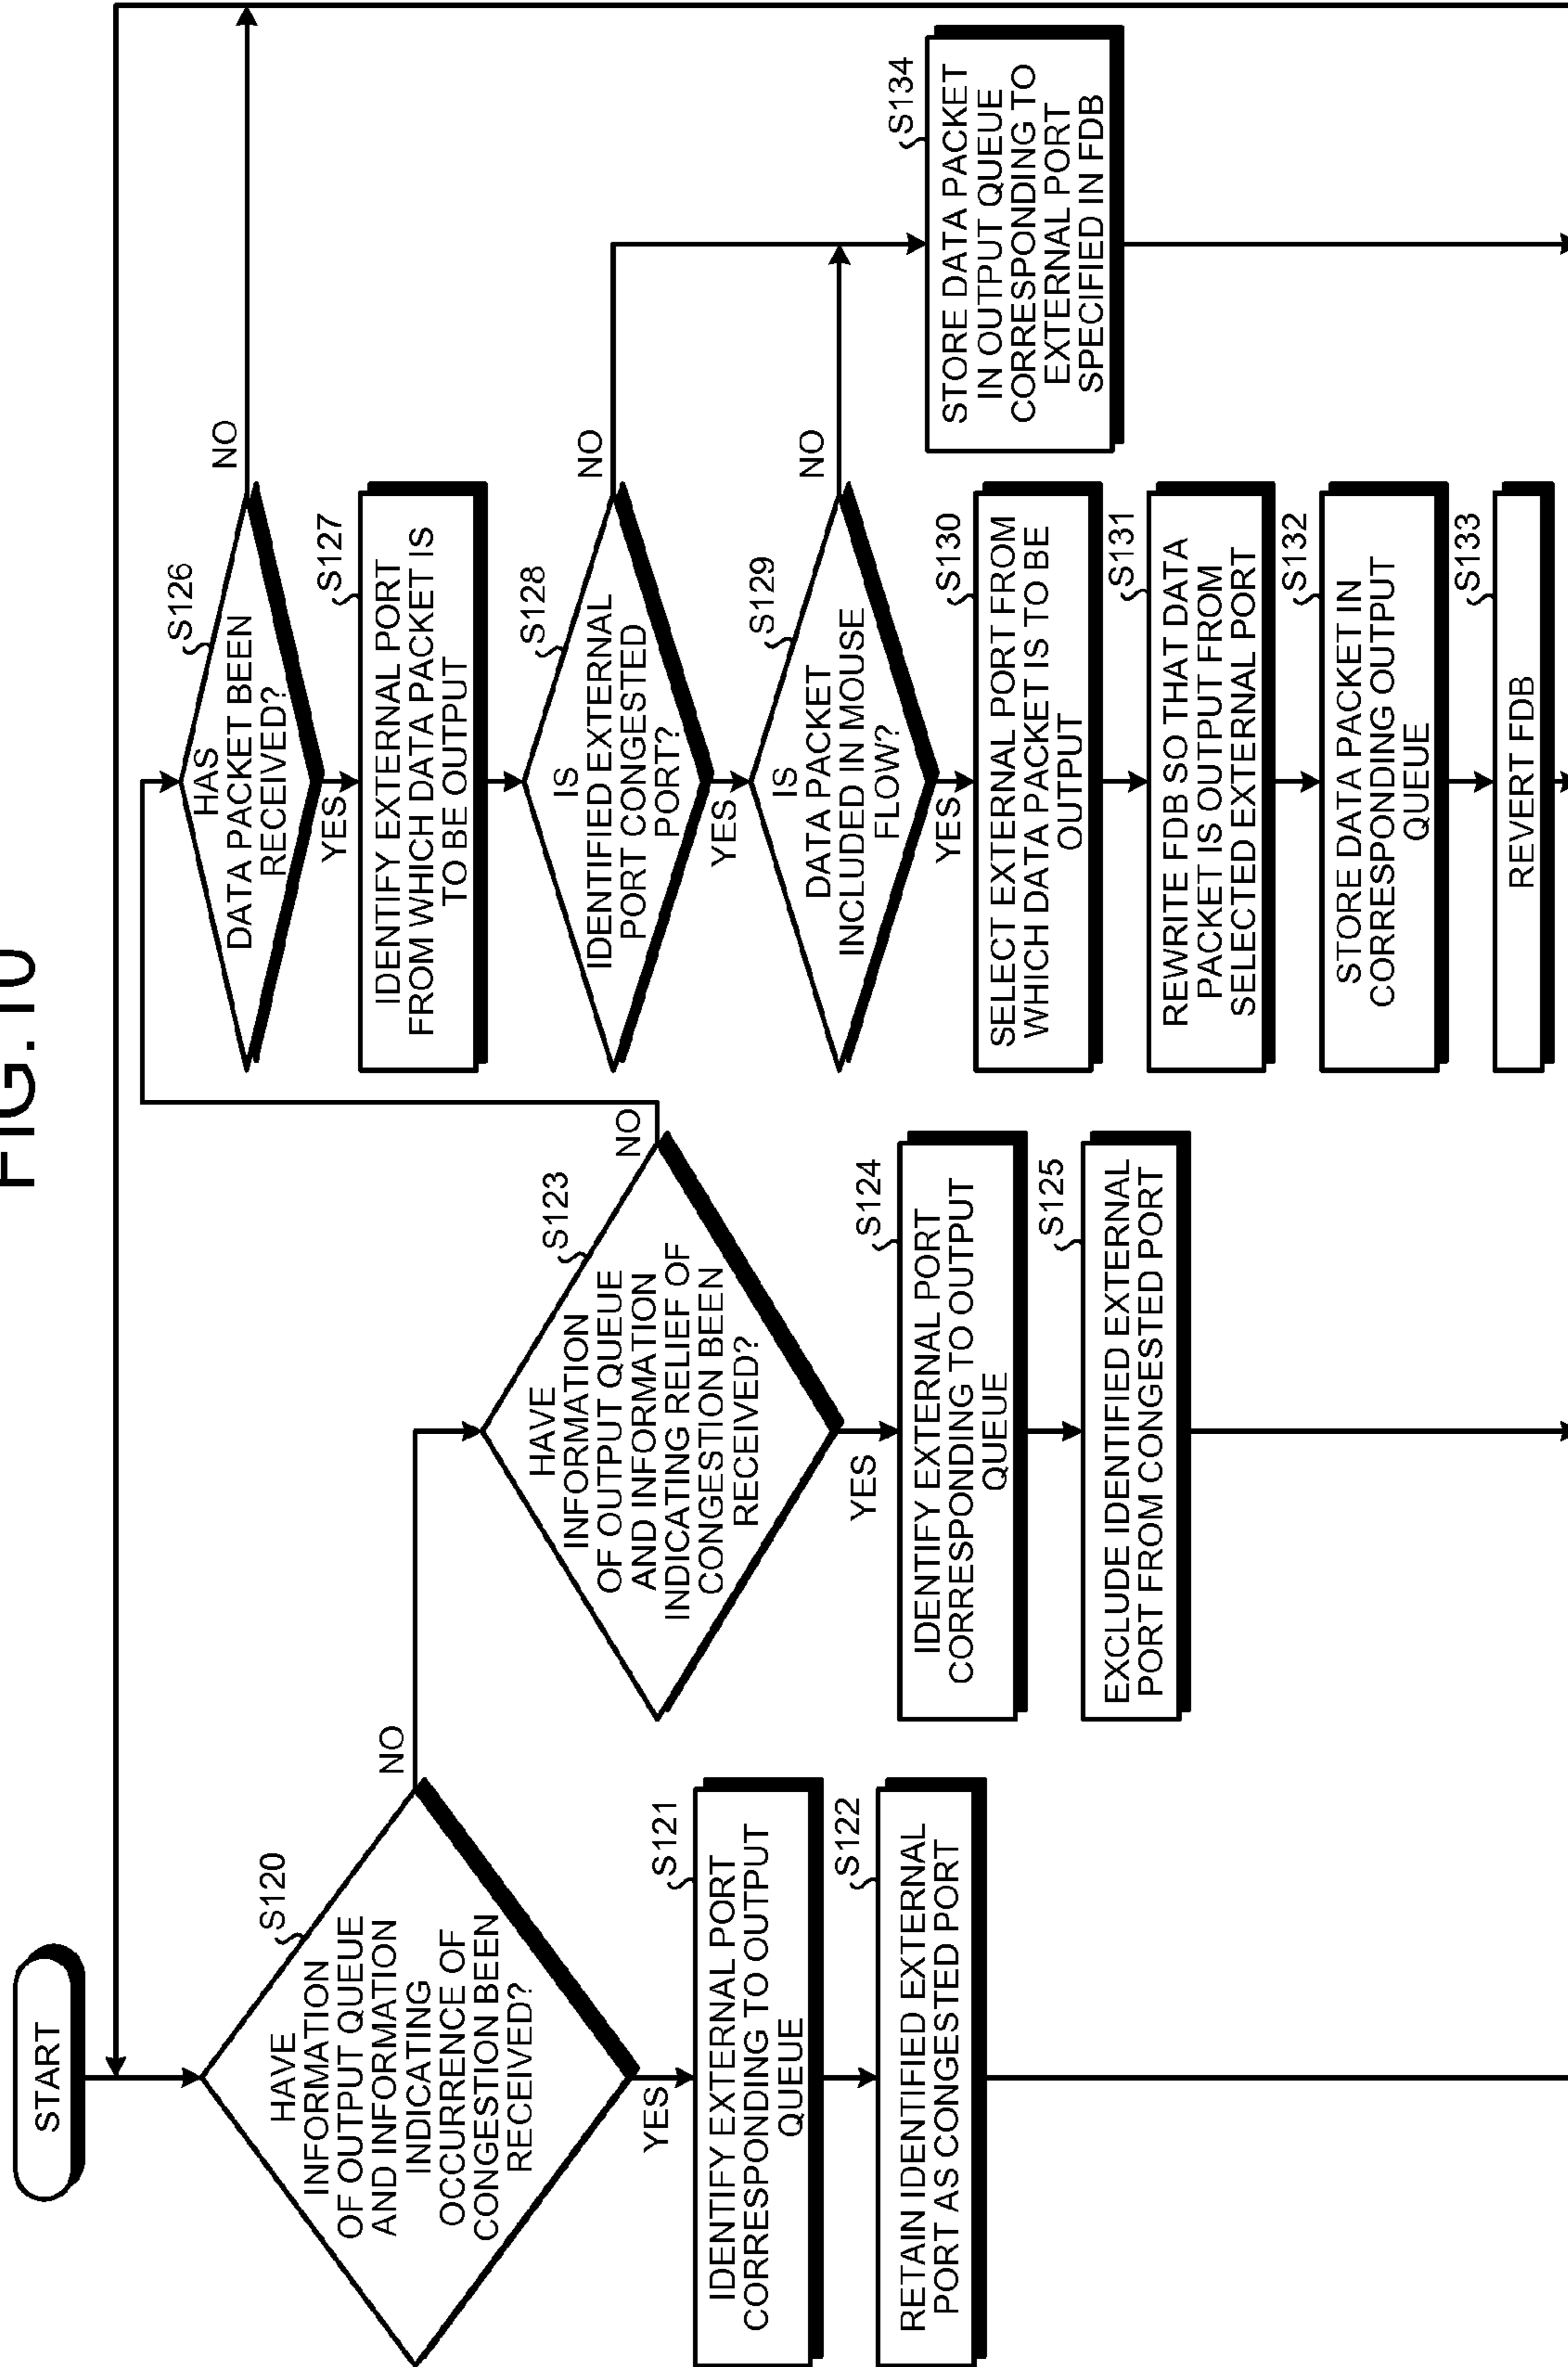 FIG.10
START
S120
HAVE
INFORMATION
OF OUTPUT QUEUE
AND INFORMATION
INDICATING
OCCURRENCE OF
CONGESTION BEEN
RECEIVED?
NO
YES
S121
IDENTIFY EXTERNAL PORT
CORRESPONDING TO OUTPUT
QUEUE
S122
RETAIN IDENTIFIED EXTERNAL
PORT AS CONGESTED PORT
S123
HAVE
INFORMATION
OF OUTPUT QUEUE
AND INFORMATION
INDICATING RELIEF OF
CONGESTION BEEN
RECEIVED?
NO
YES
S124
IDENTIFY EXTERNAL PORT
CORRESPONDING TO OUTPUT
QUEUE
S125
EXCLUDE IDENTIFIED EXTERNAL
PORT FROM CONGESTED PORT
S126
HAS
DATA PACKET BEEN
RECEIVED?
NO
YES
S127
IDENTIFY EXTERNAL PORT
FROM WHICH DATA PACKET IS
TO BE OUTPUT
S128
IS
IDENTIFIED EXTERNAL
PORT CONGESTED
PORT?
NO
YES
S129
IS
DATA PACKET
INCLUDED IN MOUSE
FLOW?
NO
YES
S130
SELECT EXTERNAL PORT FROM
WHICH DATA PACKET IS TO BE
OUTPUT
S131
REWRITE FDB SO THAT DATA
PACKET IS OUTPUT FROM
SELECTED EXTERNAL PORT
S132
STORE DATA PACKET IN
CORRESPONDING OUTPUT
QUEUE
S133
REVERT FDB
S134
STORE DATA PACKET
IN OUTPUT QUEUE
CORRESPONDING TO
EXTERNAL PORT
SPECIFIED IN FDB